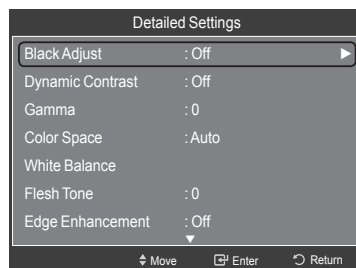 Detailed Settings
Black Adjust : Off
Dynamic Contrast : Off
Gamma : 0
Color Space : Auto
White Balance
Flesh Tone : 0
Edge Enhancement : Off
Move Enter Return